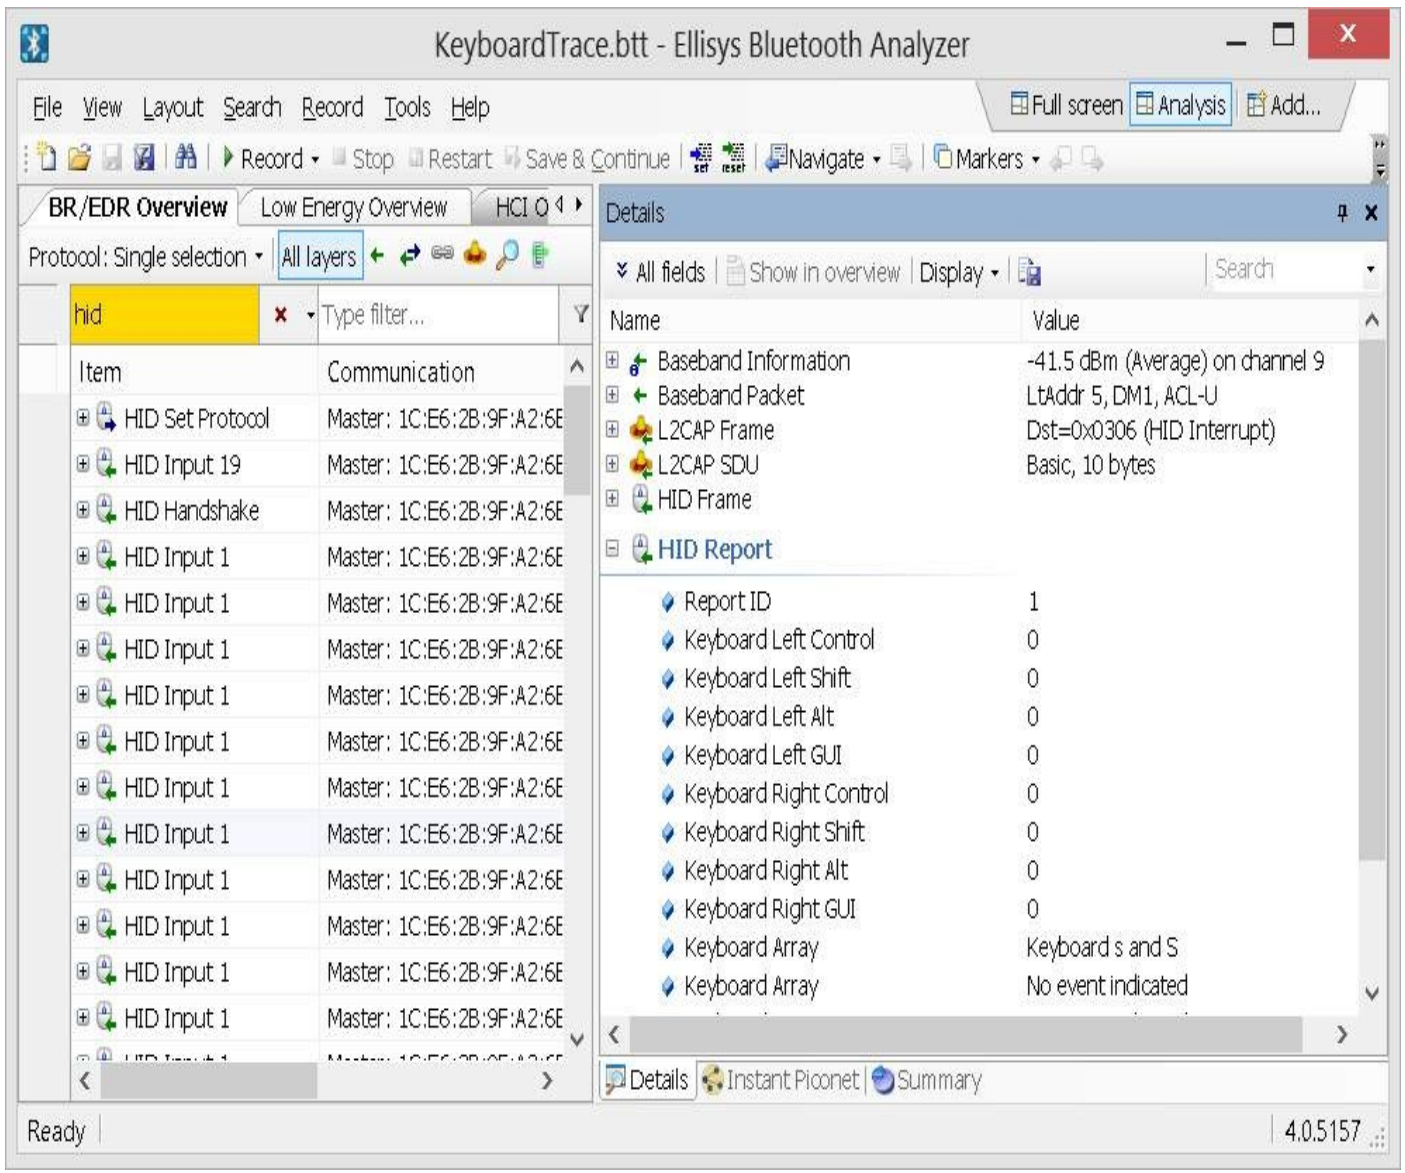 KeyboardTrace.btt - Ellisys Bluetooth Analyzer
File View Layout Search Record Tools Help
Full screen Analysis Add...
Record Stop Restart Save & Continue set reset Navigate Markers
BR/EDR Overview Low Energy Overview HCI O
Protocol: Single selection All layers
hid Type filter...
Item Communication
HID Set Protocol Master: 1C:E6:2B:9F:A2:6E
HID Input 19 Master: 1C:E6:2B:9F:A2:6E
HID Handshake Master: 1C:E6:2B:9F:A2:6E
HID Input 1 Master: 1C:E6:2B:9F:A2:6E
HID Input 1 Master: 1C:E6:2B:9F:A2:6E
HID Input 1 Master: 1C:E6:2B:9F:A2:6E
HID Input 1 Master: 1C:E6:2B:9F:A2:6E
HID Input 1 Master: 1C:E6:2B:9F:A2:6E
HID Input 1 Master: 1C:E6:2B:9F:A2:6E
HID Input 1 Master: 1C:E6:2B:9F:A2:6E
HID Input 1 Master: 1C:E6:2B:9F:A2:6E
HID Input 1 Master: 1C:E6:2B:9F:A2:6E
HID Input 1 Master: 1C:E6:2B:9F:A2:6E
HID Input 1 Master: 1C:E6:2B:9F:A2:6E
Details
All fields Show in overview Display Search
Name Value
Baseband Information -41.5 dBm (Average) on channel 9
Baseband Packet LtAddr 5, DM1, ACL-U
L2CAP Frame Dst=0x0306 (HID Interrupt)
L2CAP SDU Basic, 10 bytes
HID Frame
HID Report
Report ID 1
Keyboard Left Control 0
Keyboard Left Shift 0
Keyboard Left Alt 0
Keyboard Left GUI 0
Keyboard Right Control 0
Keyboard Right Shift 0
Keyboard Right Alt 0
Keyboard Right GUI 0
Keyboard Array Keyboard s and S
Keyboard Array No event indicated
Details Instant Piconet Summary
Ready 4.0.5157